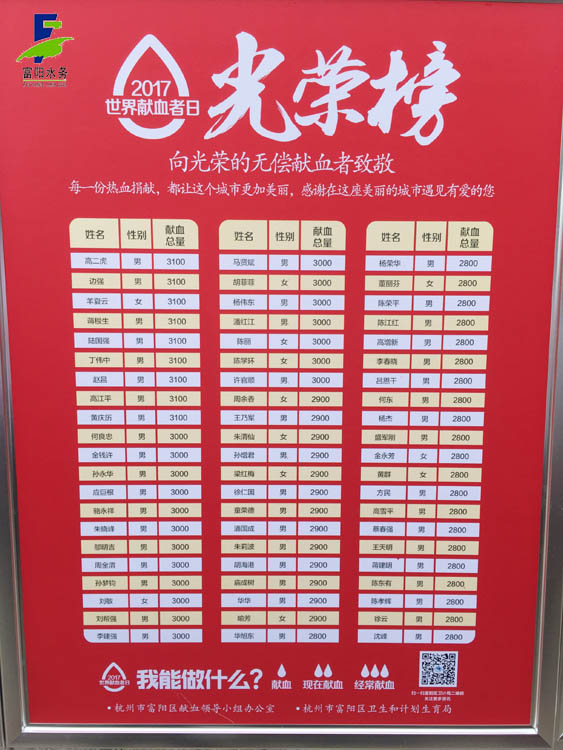 富阳水务
2017
世界献血者日
光荣榜
向光荣的无偿献血者致敬
每一份热血捐献，都让这个城市更加美丽，感谢在这座美丽的城市遇见有爱的您
姓名 性别 献血总量
高二虎 男 3100
边强 男 3100
羊爱云 女 3100
蒋根生 男 3100
陆国强 男 3100
丁伟中 男 3100
赵昌 男 3100
高江平 男 3100
黄庆历 男 3100
何良忠 男 3000
金钱许 男 3000
孙永华 男 3000
应巨根 男 3000
骆永祥 男 3000
朱晓峰 男 3000
邹明吉 男 3000
周金清 男 3000
孙梦钧 男 3000
刘敏 女 3000
刘帮强 男 3000
李建强 男 3000
姓名 性别 献血总量
马贤斌 男 3000
胡菲菲 女 3000
杨伟东 男 3000
潘红江 男 3000
陈丽 女 3000
陈学环 女 3000
许官顺 男 3000
周余香 女 2900
王乃军 男 2900
朱清仙 女 2900
孙熠君 男 2900
梁红梅 女 2900
徐仁国 男 2900
童荣德 男 2900
潘国成 男 2900
朱莉波 男 2900
胡海港 男 2900
俞成树 男 2900
华华 男 2900
喻芳 女 2900
华旭东 男 2800
姓名 性别 献血总量
杨荣华 男 2800
董丽芬 女 2800
陈荣平 男 2800
陈江红 男 2800
高增新 男 2800
李春晓 男 2800
吕思干 男 2800
何东 男 2800
杨杰 男 2800
盛军刚 男 2800
金永芳 女 2800
黄群 女 2800
方民 男 2800
高雪平 男 2800
蔡春强 男 2800
王天明 男 2800
蒋建明 男 2800
陈东有 男 2800
陈孝辉 男 2800
徐云 男 2800
沈峰 男 2800
2017
世界献血者日
我能做什么？ 献血 现在献血 经常献血
·杭州市富阳区献血领导小组办公室 ·杭州市富阳区卫生和计划生育局
关注更多资讯